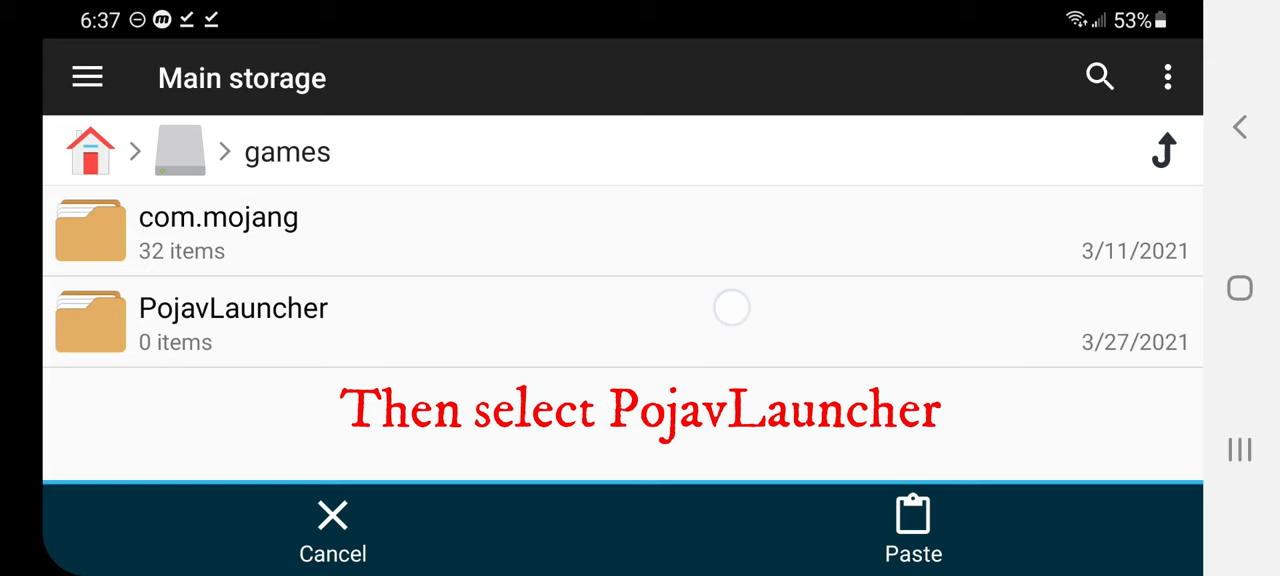 6:37
53%
Main storage
games
com.mojang
32 items
3/11/2021
PojavLauncher
0 items
3/27/2021
Then select PojavLauncher
Cancel
Paste